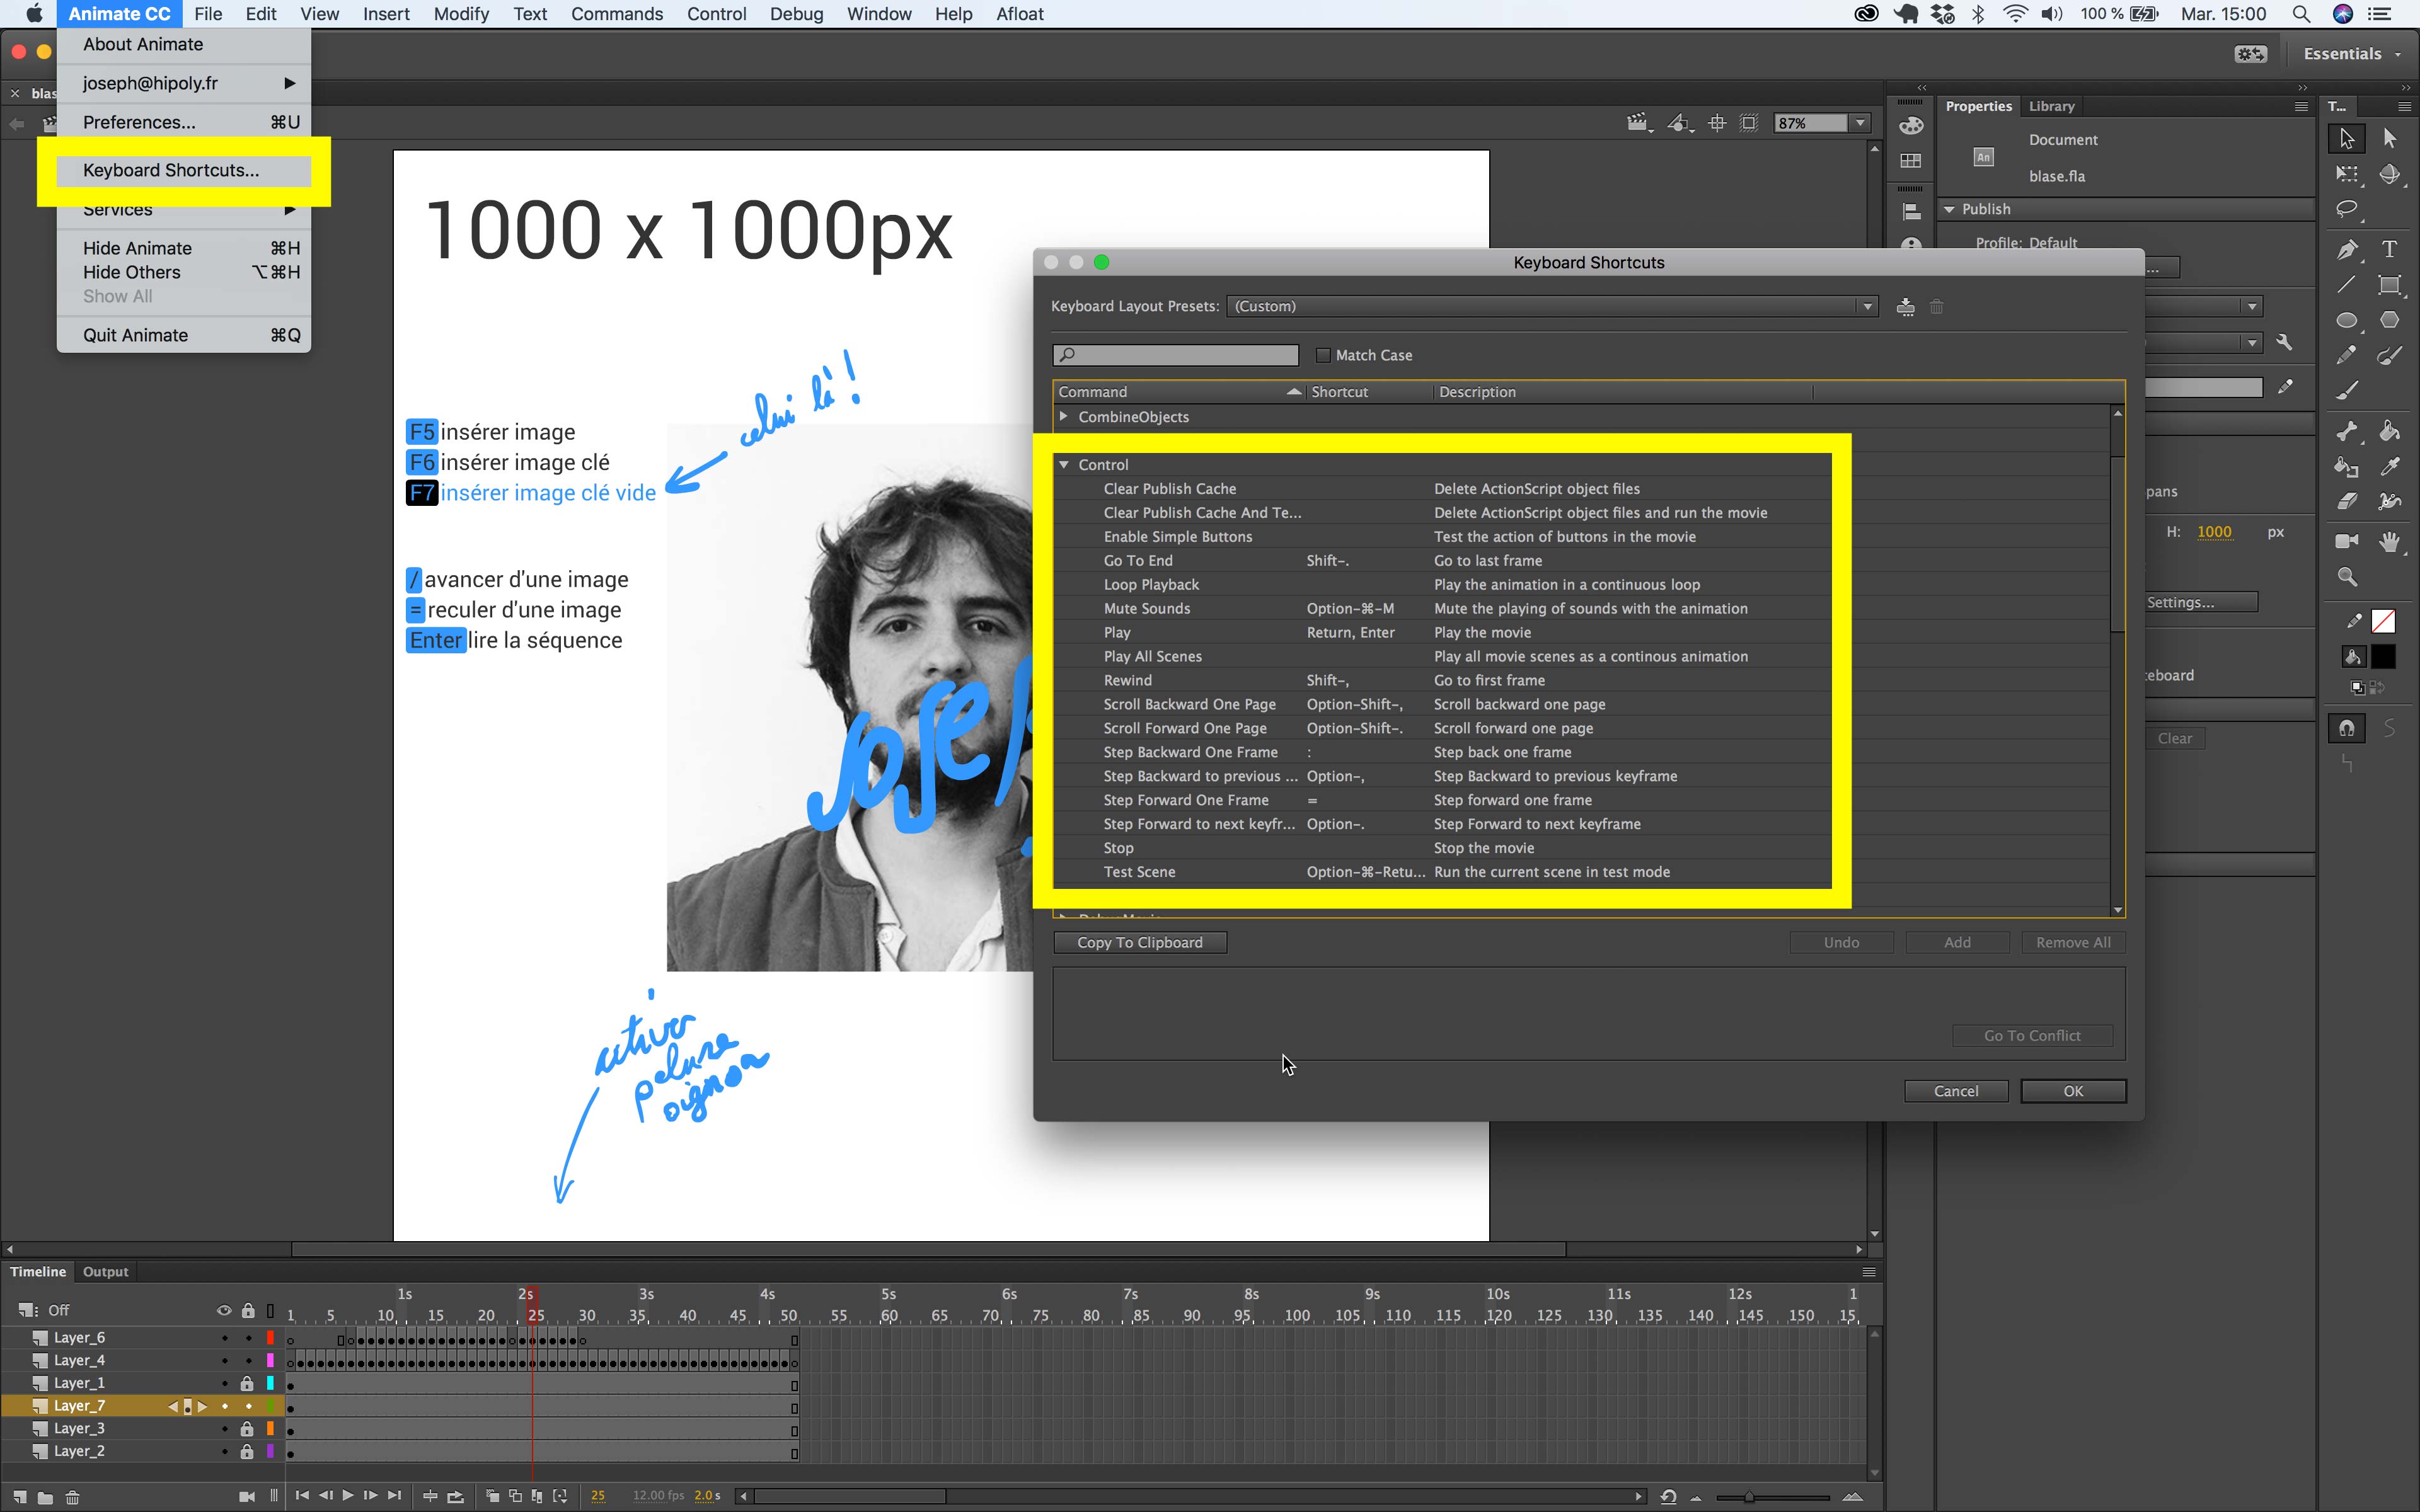 Animate CC File Edit View Insert Modify Text Commands Control Debug Window Help Afloat 100 % Mar. 15:00
About Animate
joseph@hipoly.fr
Preferences... ⌘U
Keyboard Shortcuts...
Services
Hide Animate ⌘H
Hide Others ⌥⌘H
Show All
Quit Animate ⌘Q
Essentials
blas
87%
1000 x 1000px
F5 insérer image
F6 insérer image clé
F7 insérer image clé vide
celui là !
/ avancer d'une image
= reculer d'une image
Enter lire la séquence
activer
pelure
oignon
Keyboard Shortcuts
Keyboard Layout Presets: (Custom)
Match Case
Command Shortcut Description
CombineObjects
Control
Clear Publish Cache Delete ActionScript object files
Clear Publish Cache And Te... Delete ActionScript object files and run the movie
Enable Simple Buttons Test the action of buttons in the movie
Go To End Shift-. Go to last frame
Loop Playback Play the animation in a continuous loop
Mute Sounds Option-⌘-M Mute the playing of sounds with the animation
Play Return, Enter Play the movie
Play All Scenes Play all movie scenes as a continous animation
Rewind Shift-, Go to first frame
Scroll Backward One Page Option-Shift-, Scroll backward one page
Scroll Forward One Page Option-Shift-. Scroll forward one page
Step Backward One Frame : Step back one frame
Step Backward to previous ... Option-, Step Backward to previous keyframe
Step Forward One Frame = Step forward one frame
Step Forward to next keyfr... Option-. Step Forward to next keyframe
Stop Stop the movie
Test Scene Option-⌘-Retu... Run the current scene in test mode
Copy To Clipboard Undo Add Remove All
Go To Conflict
Cancel OK
Properties Library
T...
Document
An
blase.fla
Publish
Profile: Default
...
pans
H: 1000 px
Settings...
eboard
Clear
Timeline Output
1s 2s 3s 4s 5s 6s 7s 8s 9s 10s 11s 12s 1
Off 1 5 10 15 20 25 30 35 40 45 50 55 60 65 70 75 80 85 90 95 100 105 110 115 120 125 130 135 140 145 150 15
Layer_6
Layer_4
Layer_1
Layer_7
Layer_3
Layer_2
25 12.00 fps 2.0 s